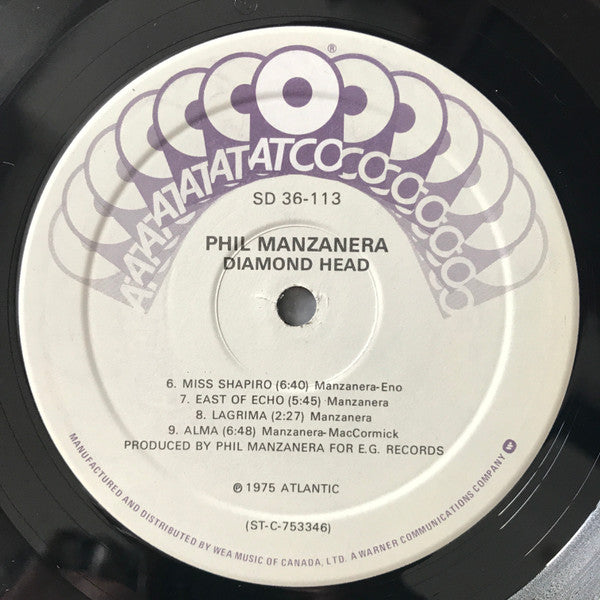 ®
ATATATATATATCOCOCOCOCOCO
SD 36-113
PHIL MANZANERA
DIAMOND HEAD
6. MISS SHAPIRO (6:40) Manzanera-Eno
7. EAST OF ECHO (5:45) Manzanera
8. LAGRIMA (2:27) Manzanera
9. ALMA (6:48) Manzanera-MacCormick
PRODUCED BY PHIL MANZANERA FOR E.G. RECORDS
℗ 1975 ATLANTIC
(ST-C-753346)
MANUFACTURED AND DISTRIBUTED BY WEA MUSIC OF CANADA, LTD. A WARNER COMMUNICATIONS COMPANY